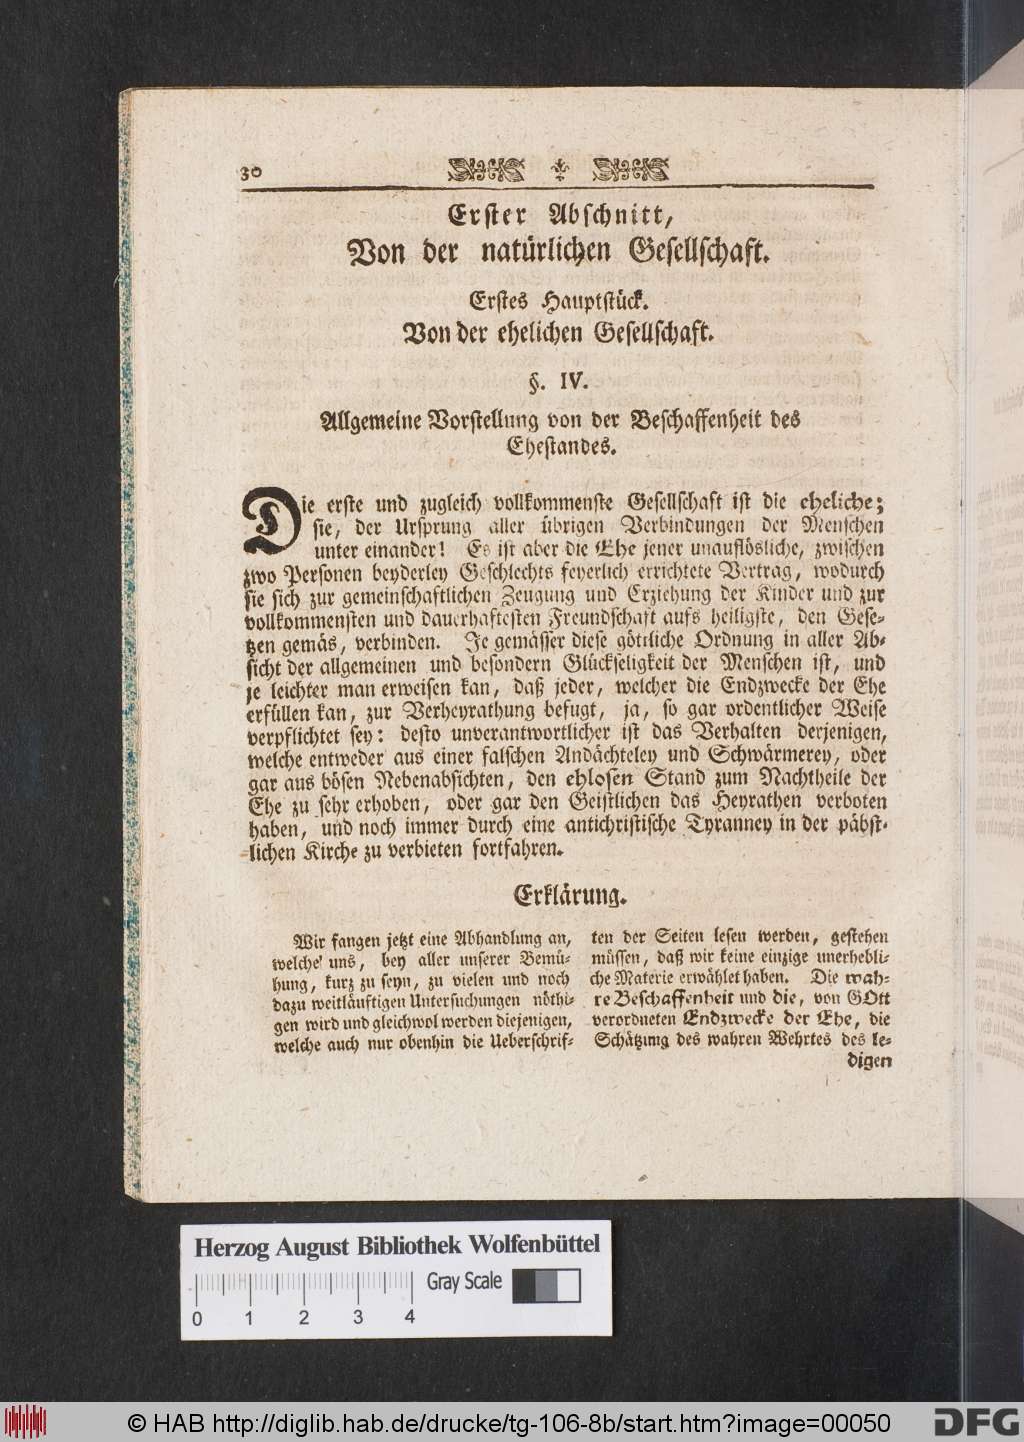 30
Erster Abschnitt,
Von der natürlichen Gesellschaft.
Erstes Hauptstück.
Von der ehelichen Gesellschaft.
§. IV.
Allgemeine Vorstellung von der Beschaffenheit des
Ehestandes.
Die erste und zugleich vollkommenste Gesellschaft ist die eheliche;
sie, der Ursprung aller übrigen Verbindungen der Menschen
unter einander! Es ist aber die Ehe jener unauflösliche, zwischen
zwo Personen beyderley Geschlechts feyerlich errichtete Vertrag, wodurch
sie sich zur gemeinschaftlichen Zeugung und Erziehung der Kinder und zur
vollkommensten und dauerhaftesten Freundschaft aufs heiligste, den Gese-
tzen gemäs, verbinden. Je gemässer diese göttliche Ordnung in aller Ab-
sicht der allgemeinen und besondern Glückseligkeit der Menschen ist, und
je leichter man erweisen kan, daß jeder, welcher die Endzwecke der Ehe
erfüllen kan, zur Verheyrathung befugt, ja, so gar ordentlicher Weise
verpflichtet sey: desto unverantwortlicher ist das Verhalten derjenigen,
welche entweder aus einer falschen Andächteley und Schwärmerey, oder
gar aus bösen Nebenabsichten, den ehlosen Stand zum Nachtheile der
Ehe zu sehr erhoben, oder gar den Geistlichen das Heyrathen verboten
haben, und noch immer durch eine antichristische Tyranney in der päbst-
lichen Kirche zu verbieten fortfahren.
Erklärung.
Wir fangen jetzt eine Abhandlung an,
welche uns, bey aller unserer Bemü-
hung, kurz zu seyn, zu vielen und noch
dazu weitläuftigen Untersuchungen nöthi-
gen wird und gleichwol werden diejenigen,
welche auch nur obenhin die Ueberschrif-
ten der Seiten lesen werden, gestehen
müssen, daß wir keine einzige unerhebli-
che Materie erwählet haben. Die wah-
re Beschaffenheit und die, von GOtt
verordneten Endzwecke der Ehe, die
Schätzung des wahren Wehrtes des le-
digen
Herzog August Bibliothek Wolfenbüttel
Gray Scale
0 1 2 3 4
© HAB http://diglib.hab.de/drucke/tg-106-8b/start.htm?image=00050
DFG